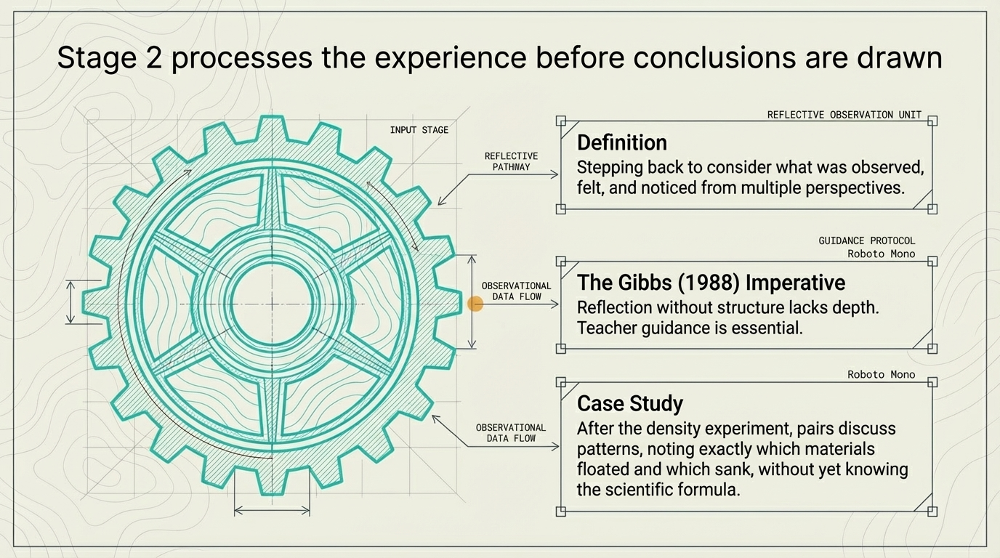 Stage 2 processes the experience before conclusions are drawn
INPUT STAGE
REFLECTIVE
PATHWAY
OBSERVATIONAL
DATA FLOW
OBSERVATIONAL
DATA FLOW
REFLECTIVE OBSERVATION UNIT
Definition
Stepping back to consider what was observed,
felt, and noticed from multiple perspectives.
GUIDANCE PROTOCOL
Roboto Mono
The Gibbs (1988) Imperative
Reflection without structure lacks depth.
Teacher guidance is essential.
Roboto Mono
Case Study
After the density experiment, pairs discuss
patterns, noting exactly which materials
floated and which sank, without yet knowing
the scientific formula.